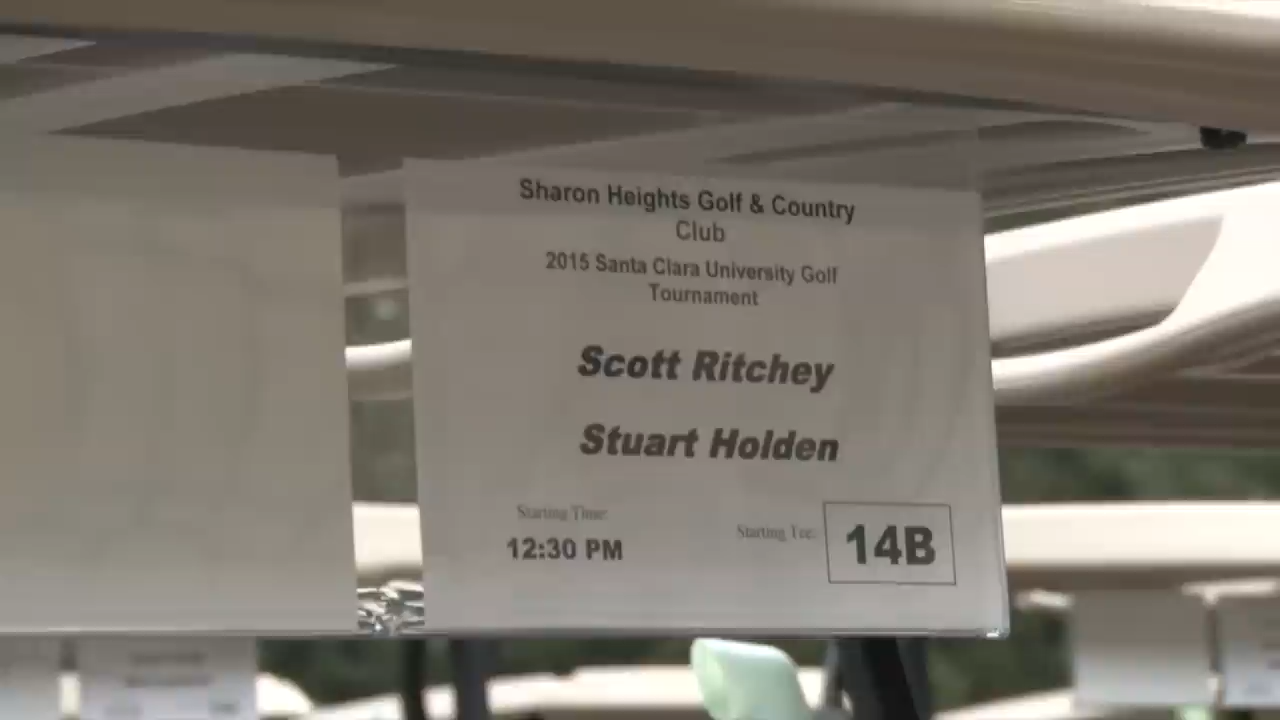 Sharon Heights Golf & Country
Club
2015 Santa Clara University Golf
Tournament
Scott Ritchey
Stuart Holden
Starting Time:
12:30 PM
Starting Tee:
14B